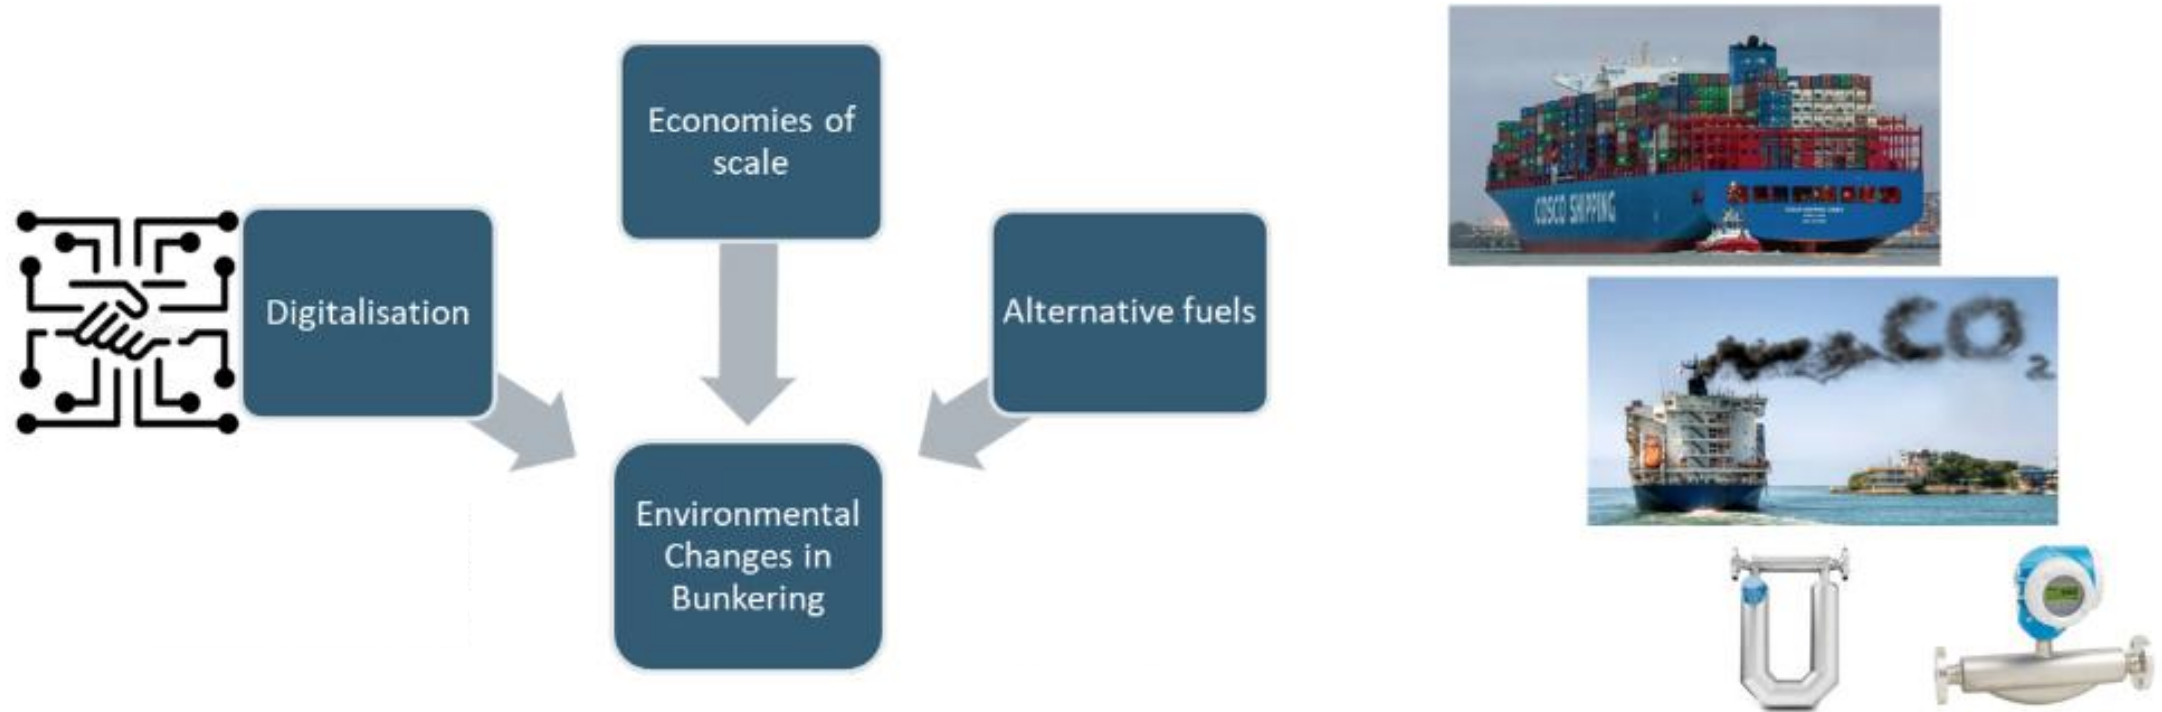 Economies of
scale
Digitalisation
Alternative fuels
Environmental
Changes in
Bunkering
COSCO SHIPPING
CO2